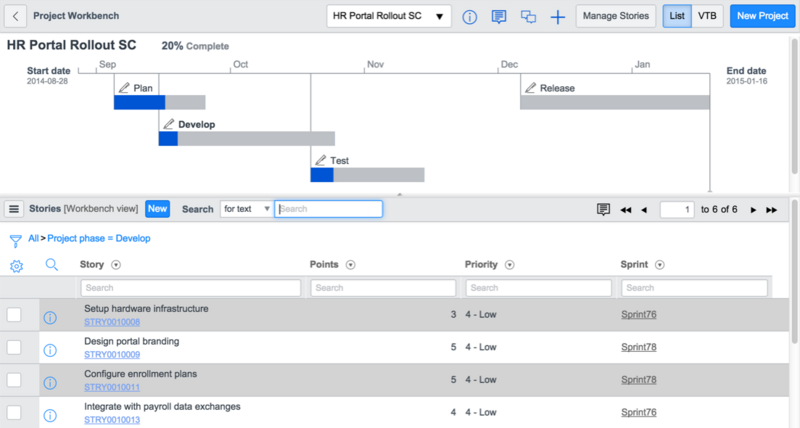 Project Workbench HR Portal Rollout SC Manage Stories List VTB New Project
HR Portal Rollout SC 20% Complete
Sep Oct Nov Dec Jan
Start date End date
2014-08-28 2015-01-16
Plan Release
Develop
Test
Stories [Workbench view] New Search for text Search 1 to 6 of 6
All > Project phase = Develop
Story Points Priority Sprint
Search Search Search Search
Setup hardware infrastructure 3 4 - Low Sprint76
STRY0010008
Design portal branding 5 4 - Low Sprint78
STRY0010009
Configure enrollment plans 5 4 - Low Sprint78
STRY0010011
Integrate with payroll data exchanges 4 4 - Low Sprint76
STRY0010013